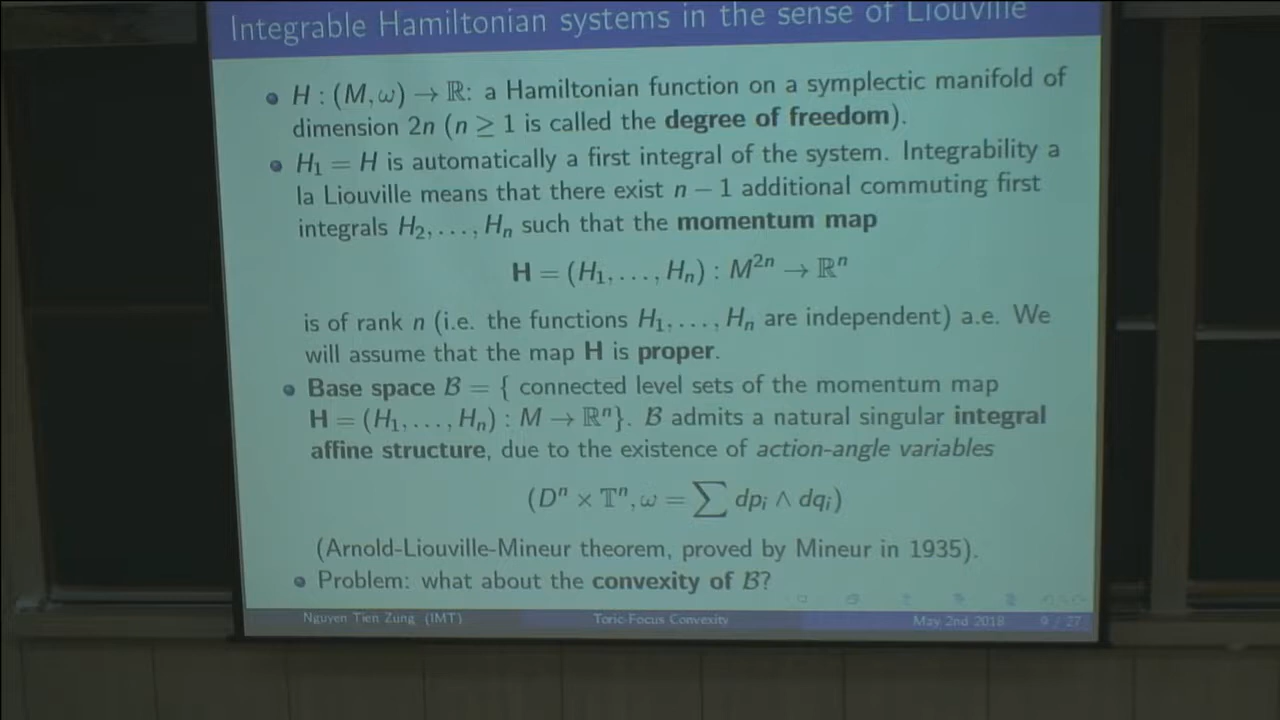 Integrable Hamiltonian systems in the sense of Liouville
• H : (M, ω) → ℝ: a Hamiltonian function on a symplectic manifold of
dimension 2n (n ≥ 1 is called the degree of freedom).
• H₁ = H is automatically a first integral of the system. Integrability a
la Liouville means that there exist n − 1 additional commuting first
integrals H₂, . . . , Hₙ such that the momentum map
H = (H₁, . . . , Hₙ) : M²ⁿ → ℝⁿ
is of rank n (i.e. the functions H₁, . . . , Hₙ are independent) a.e. We
will assume that the map H is proper.
• Base space ℬ = { connected level sets of the momentum map
H = (H₁, . . . , Hₙ) : M → ℝⁿ}. ℬ admits a natural singular integral
affine structure, due to the existence of action-angle variables
(Dⁿ × 𝕋ⁿ, ω = ∑ dpᵢ ∧ dqᵢ)
(Arnold-Liouville-Mineur theorem, proved by Mineur in 1935).
• Problem: what about the convexity of ℬ?
Nguyen Tien Zung (IMT) Toric-Focus Convexity May 2nd 2018 9 / 27